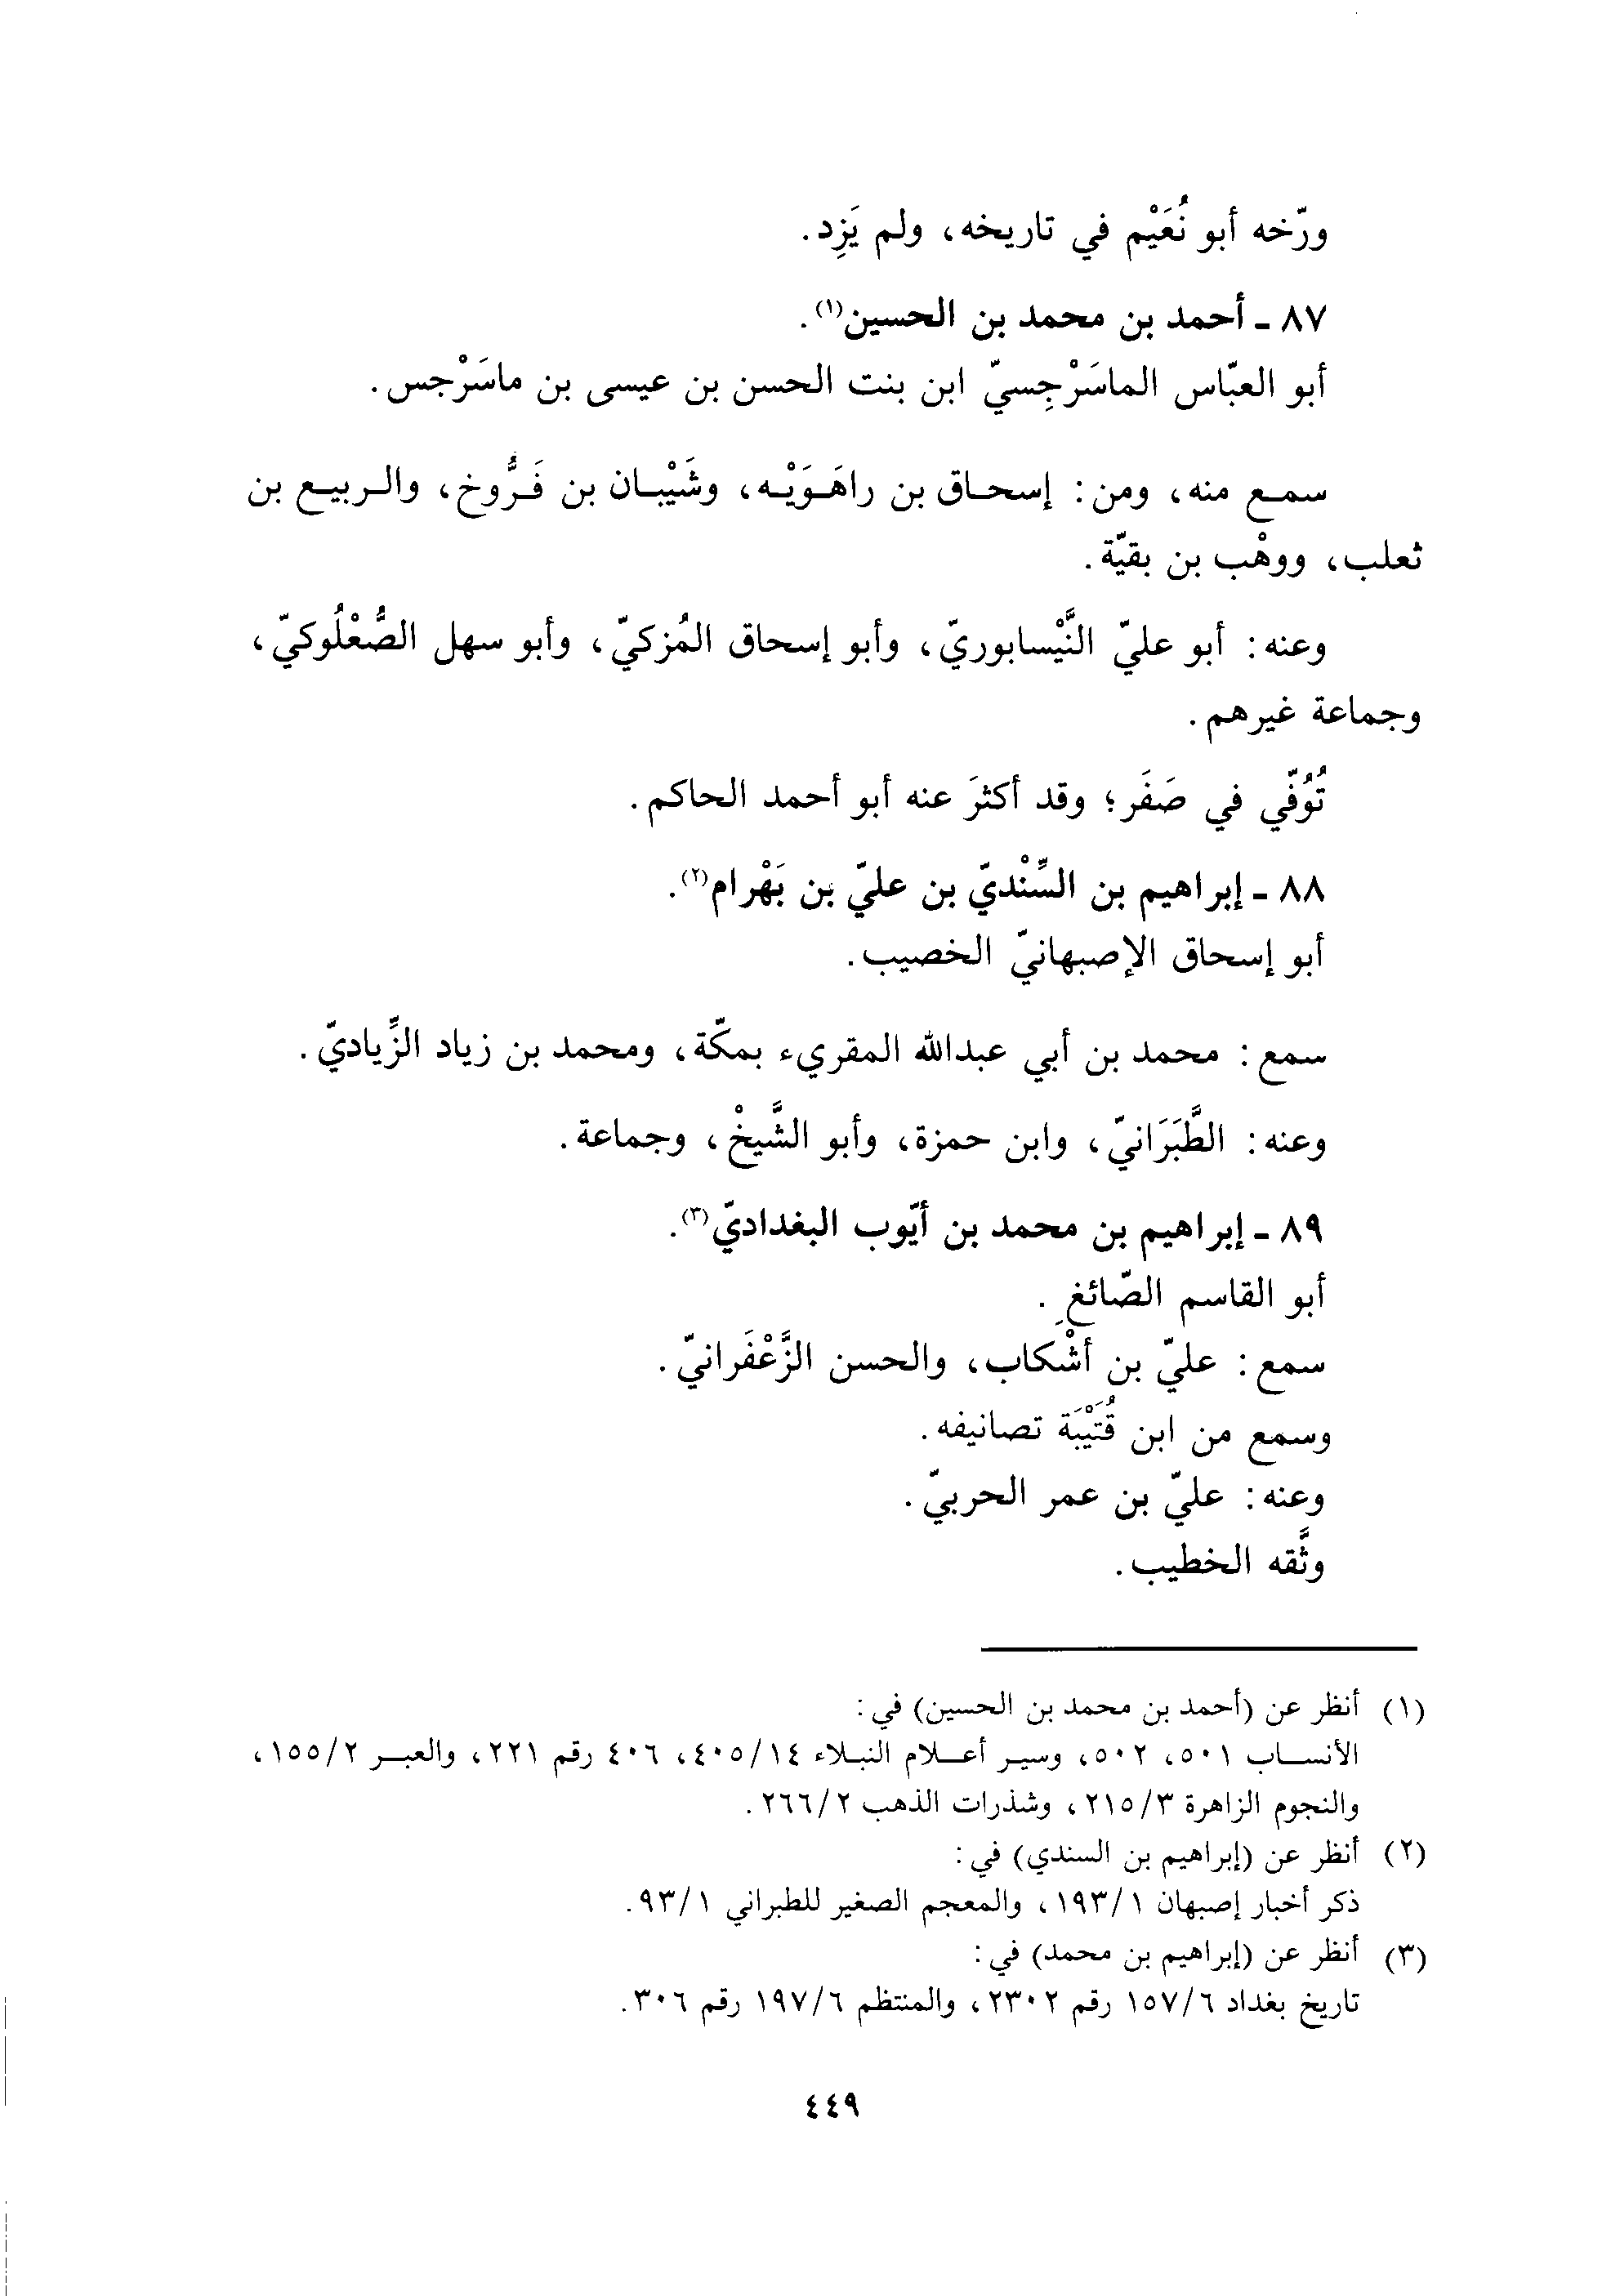 ورّخه أبو نُعَيْم في تاريخه، ولم يَزِد.
٨٧ ـ أحمد بن محمد بن الحسين(١).
أبو العبّاس الماسَرْجِسيّ ابن بنت الحسن بن عيسى بن ماسَرْجس.
سمع منه، ومن: إسحاق بن راهَوَيْه، وشَيْبان بن فَرُّوخ، والربيع بن
ثعلب، ووهْب بن بقيّة.
وعنه: أبو عليّ النَّيْسابوريّ، وأبو إسحاق المُزكيّ، وأبو سهل الصُّعْلُوكيّ،
وجماعة غيرهم.
تُوُفّي في صَفَر؛ وقد أكثرَ عنه أبو أحمد الحاكم.
٨٨ ـ إبراهيم بن السِّنْديّ بن عليّ بن بَهْرام(٢).
أبو إسحاق الإصبهانيّ الخصيب.
سمع: محمد بن أبي عبدالله المقريء بمكّة، ومحمد بن زياد الزِّياديّ.
وعنه: الطَّبَرَانيّ، وابن حمزة، وأبو الشَّيخْ، وجماعة.
٨٩ ـ إبراهيم بن محمد بن أيّوب البغداديّ(٣).
أبو القاسم الصّائغِ.
سمع: عليّ بن أشْكاب، والحسن الزَّعْفَرانيّ.
وسمع من ابن قُتَيْبَة تصانيفه.
وعنه: عليّ بن عمر الحربيّ.
وثَّقه الخطيب.
(١) أنظر عن (أحمد بن محمد بن الحسين) في:
الأنساب ٥٠١، ٥٠٢، وسير أعلام النبلاء ٤٠٥/١٤، ٤٠٦ رقم ٢٢١، والعبر ١٥٥/٢،
والنجوم الزاهرة ٢١٥/٣، وشذرات الذهب ٢٦٦/٢.
(٢) أنظر عن (إبراهيم بن السندي) في:
ذكر أخبار إصبهان ١٩٣/١، والمعجم الصغير للطبراني ٩٣/١.
(٣) أنظر عن (إبراهيم بن محمد) في:
تاريخ بغداد ١٥٧/٦ رقم ٢٣٠٢، والمنتظم ١٩٧/٦ رقم ٣٠٦.
٤٤٩